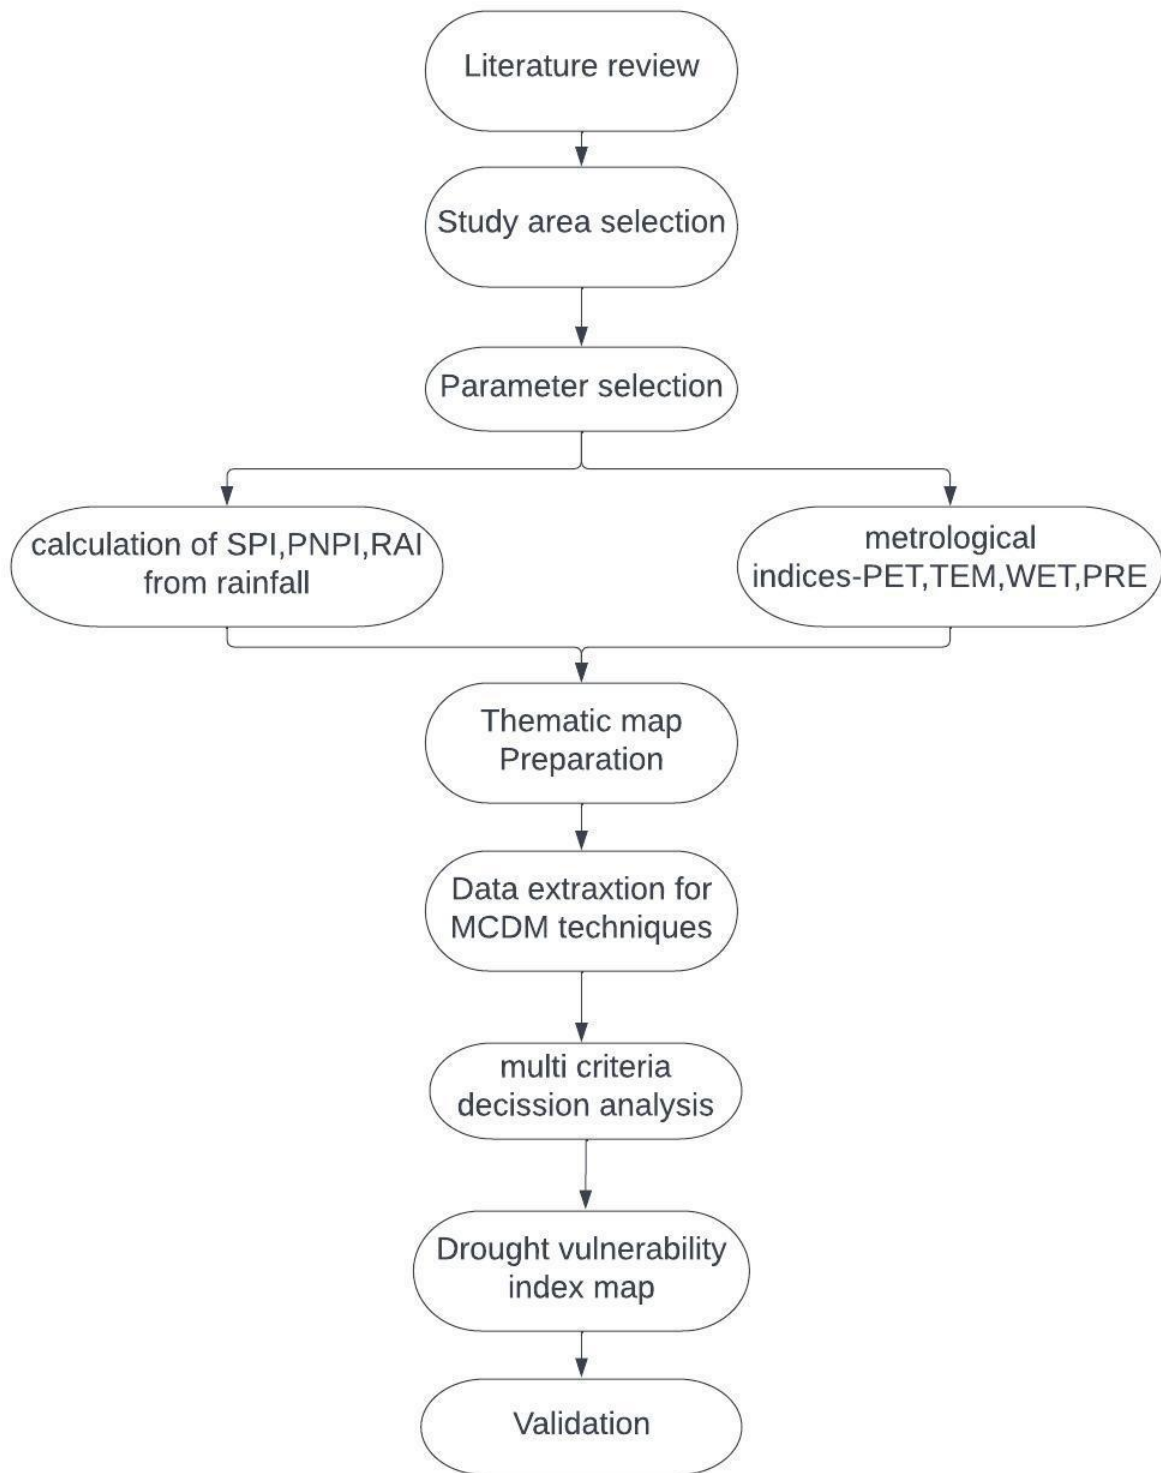 Literature review
Study area selection
Parameter selection
calculation of SPI,PNPI,RAI
from rainfall
metrological
indices-PET,TEM,WET,PRE
Thematic map
Preparation
Data extraxtion for
MCDM techniques
multi criteria
decission analysis
Drought vulnerability
index map
Validation